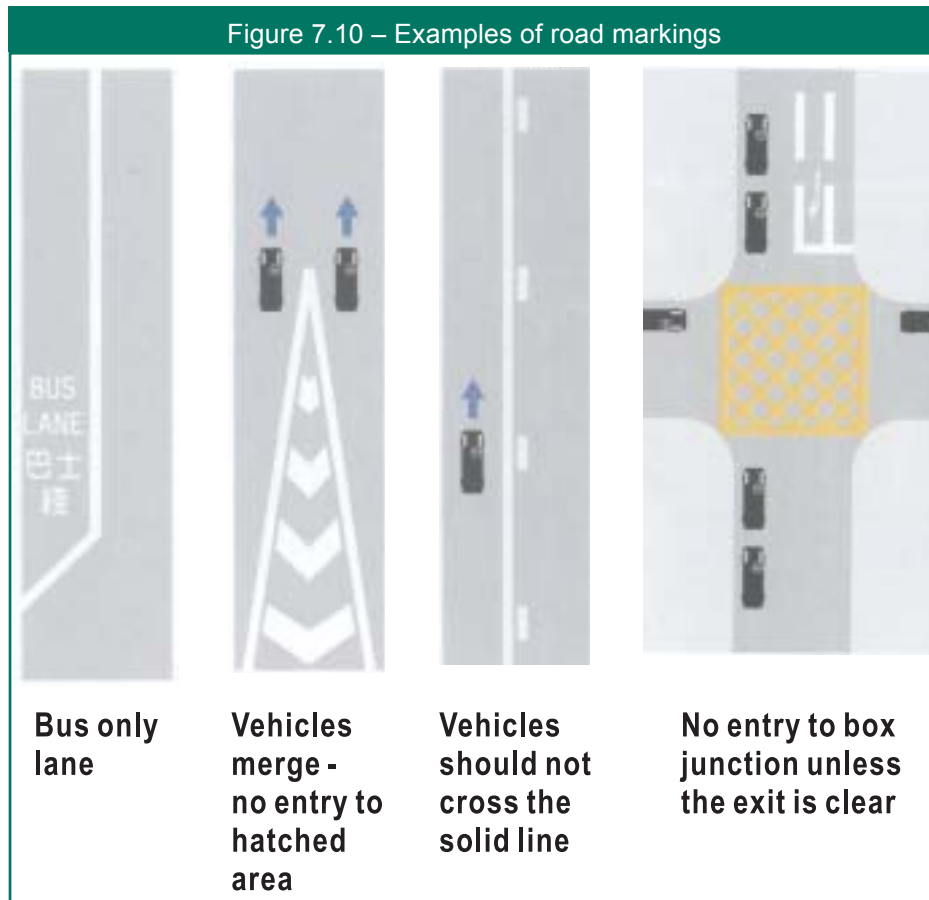 Figure 7.10 – Examples of road markings
BUS
LANE
巴士
Bus only
lane
Vehicles
merge -
no entry to
hatched
area
Vehicles
should not
cross the
solid line
No entry to box
junction unless
the exit is clear